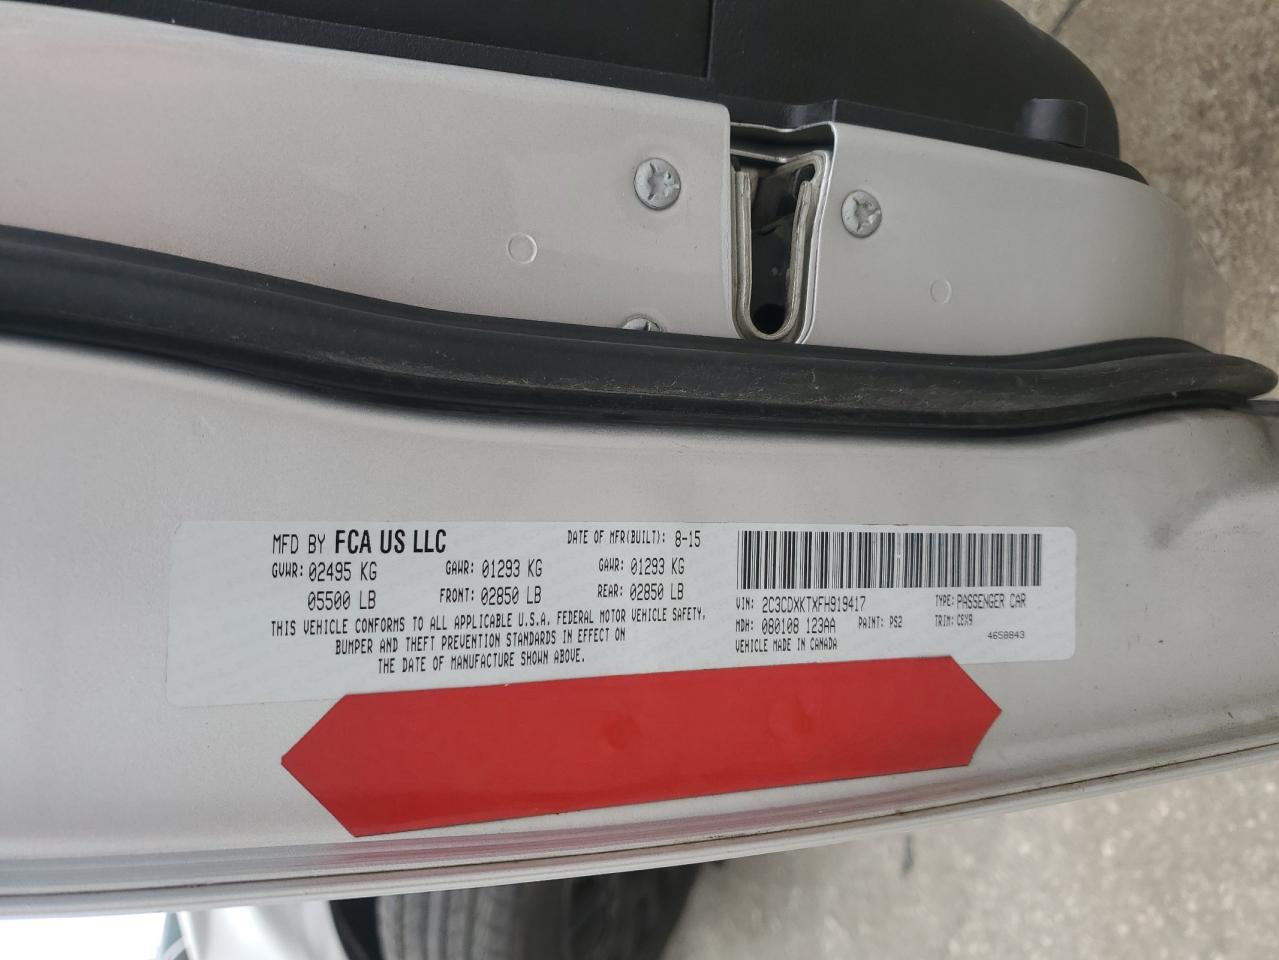 MFD BY FCA US LLC DATE OF MFR(BUILT): 8-15
GVWR: 02495 KG GAWR: 01293 KG GAWR: 01293 KG
05500 LB FRONT: 02850 LB REAR: 02850 LB
THIS VEHICLE CONFORMS TO ALL APPLICABLE U.S.A. FEDERAL MOTOR VEHICLE SAFETY,
BUMPER AND THEFT PREVENTION STANDARDS IN EFFECT ON
THE DATE OF MANUFACTURE SHOWN ABOVE.
VIN: 2C3CDXKTXFH919417 TYPE: PASSENGER CAR
MDH: 080108 123AA PAINT: PS2 TRIM: C8X9
VEHICLE MADE IN CANADA 4658843